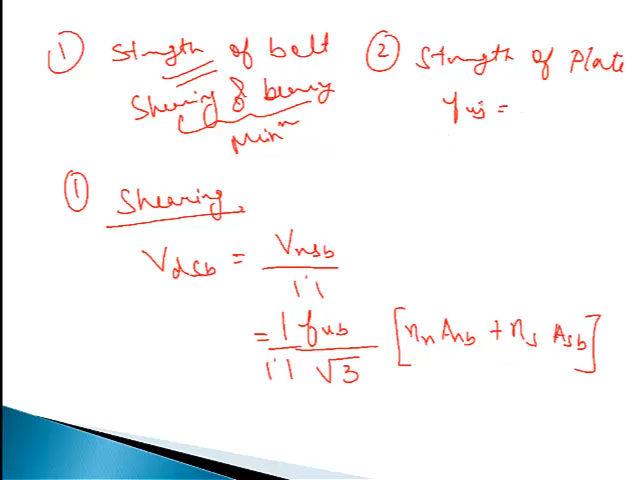 ① Strength of bolt
Shearing & bearing
Min^m
② Strength of Plate
f_uj =
① Shearing
V_dsb = V_nsb / 1.1
= 1 f_ub / 1.1 √3 [n_n A_nb + n_s A_sb]